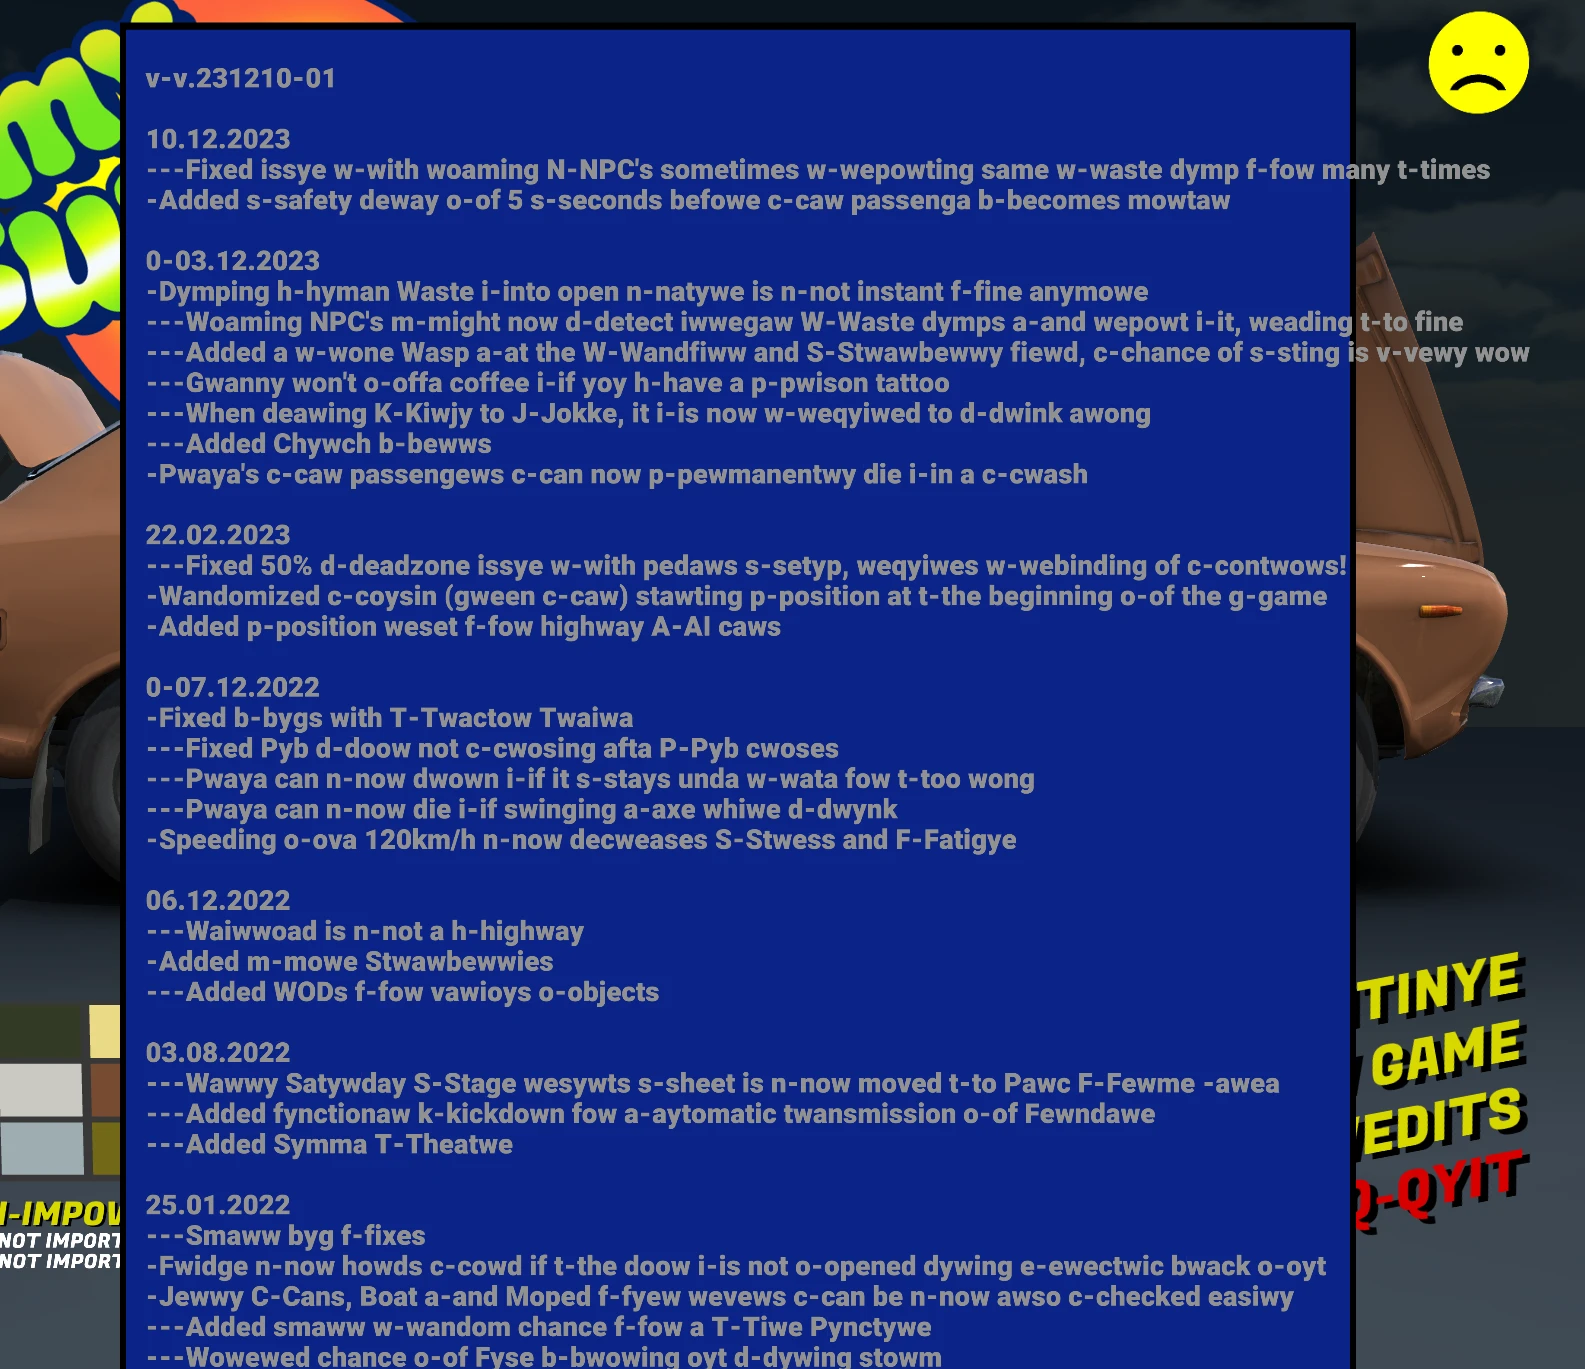 v-v.231210-01
10.12.2023
---Fixed issye w-with woaming N-NPC's sometimes w-wepowting same w-waste dymp f-fow many t-times
-Added s-safety deway o-of 5 s-seconds befowe c-caw passenga b-becomes mowtaw
0-03.12.2023
-Dymping h-hyman Waste i-into open n-natywe is n-not instant f-fine anymowe
---Woaming NPC's m-might now d-detect iwwegaw W-Waste dymps a-and wepowt i-it, weading t-to fine
---Added a w-wone Wasp a-at the W-Wandfiww and S-Stwawbewwy fiewd, c-chance of s-sting is v-vewy wow
---Gwanny won't o-offa coffee i-if yoy h-have a p-pwison tattoo
---When deawing K-Kiwjy to J-Jokke, it i-is now w-weqyiwed to d-dwink awong
---Added Chywch b-bewws
-Pwaya's c-caw passengews c-can now p-pewmanentwy die i-in a c-cwash
22.02.2023
---Fixed 50% d-deadzone issye w-with pedaws s-setyp, weqyiwes w-webinding of c-contwows!
-Wandomized c-coysin (gween c-caw) stawting p-position at t-the beginning o-of the g-game
-Added p-position weset f-fow highway A-AI caws
0-07.12.2022
-Fixed b-bygs with T-Twactow Twaiwa
---Fixed Pyb d-doow not c-cwosing afta P-Pyb cwoses
---Pwaya can n-now dwown i-if it s-stays unda w-wata fow t-too wong
---Pwaya can n-now die i-if swinging a-axe whiwe d-dwynk
-Speeding o-ova 120km/h n-now decweases S-Stwess and F-Fatigye
06.12.2022
---Waiwwoad is n-not a h-highway
-Added m-mowe Stwawbewwies
---Added WODs f-fow vawioys o-objects
03.08.2022
---Wawwy Satywday S-Stage wesywts s-sheet is n-now moved t-to Pawc F-Fewme -awea
---Added fynctionaw k-kickdown fow a-aytomatic twansmission o-of Fewndawe
---Added Symma T-Theatwe
25.01.2022
---Smaww byg f-fixes
-Fwidge n-now howds c-cowd if t-the doow i-is not o-opened dywing e-ewectwic bwack o-oyt
-Jewwy C-Cans, Boat a-and Moped f-fyew wevews c-can be n-now awso c-checked easiwy
---Added smaww w-wandom chance f-fow a T-Tiwe Pynctywe
---Wowewed chance o-of Fyse b-bwowing oyt d-dywing stowm
TINYE
GAME
EDITS
Q-QYIT
I-IMPOW
NOT IMPORT
NOT IMPORT